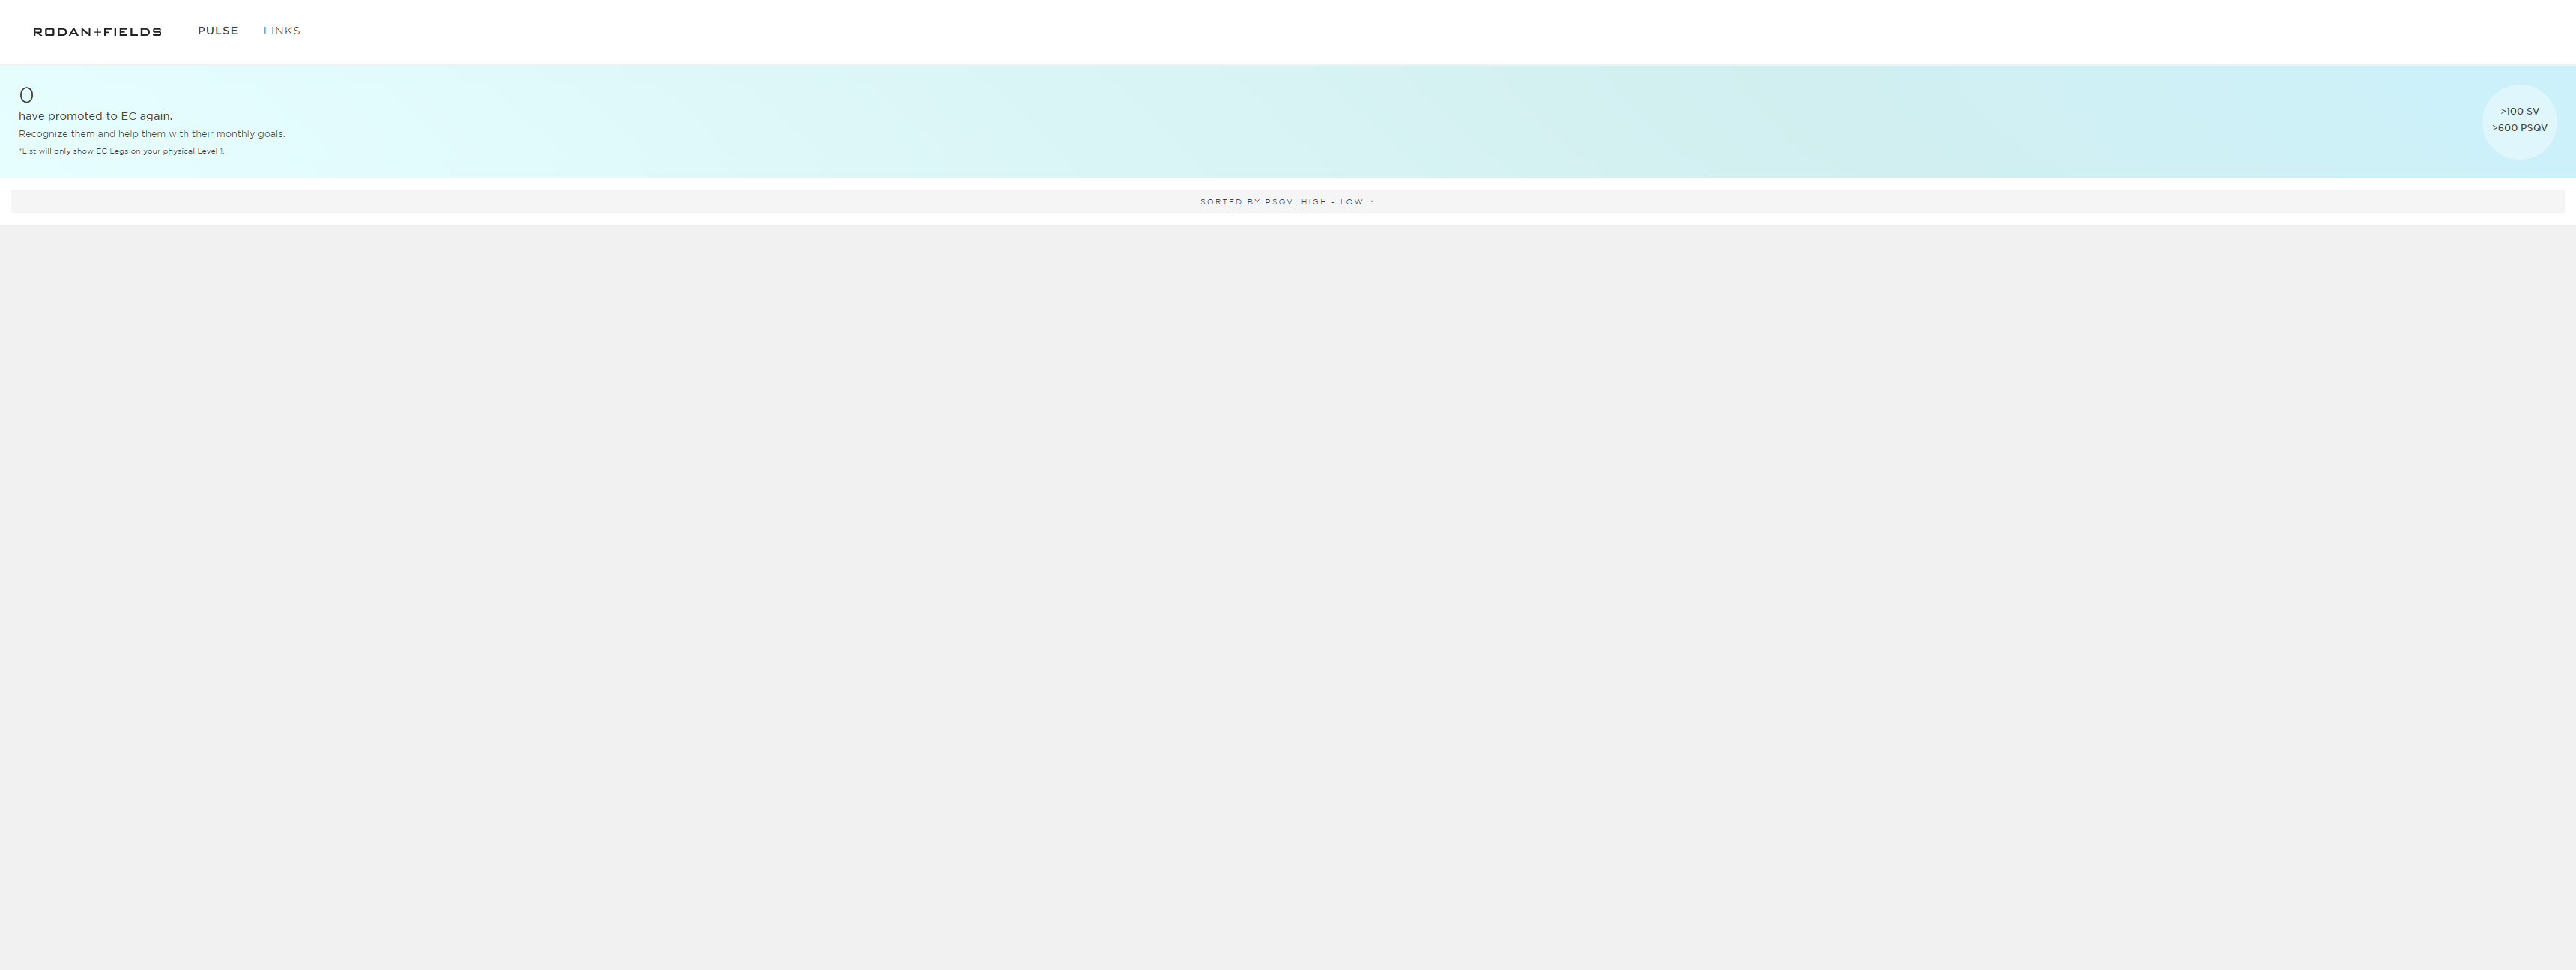 RODAN+FIELDS PULSE LINKS
0
have promoted to EC again.
Recognize them and help them with their monthly goals.
*List will only show EC Legs on your physical Level 1.
>100 SV
>600 PSQV
SORTED BY PSQV: HIGH - LOW